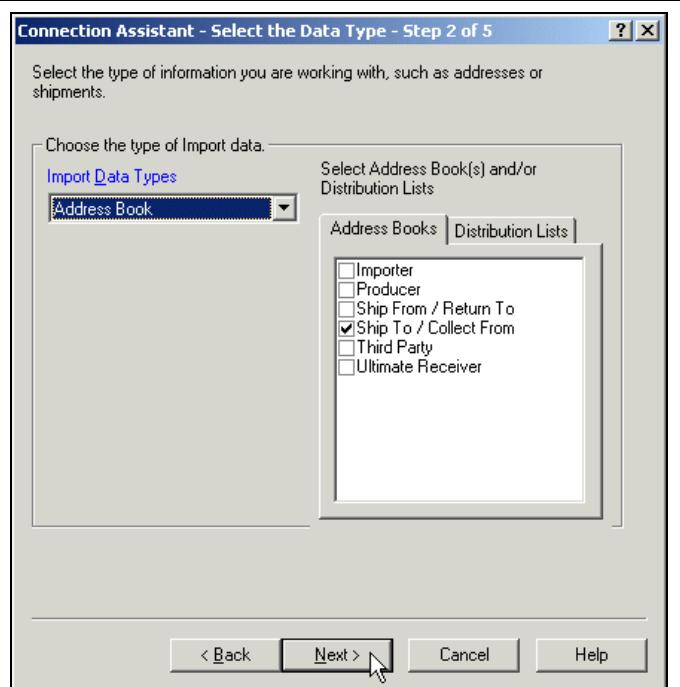 Connection Assistant - Select the Data Type - Step 2 of 5
Select the type of information you are working with, such as addresses or
shipments.
Choose the type of Import data.
Import Data Types
Address Book
Select Address Book(s) and/or
Distribution Lists
Address Books
Distribution Lists
Importer
Producer
Ship From / Return To
Ship To / Collect From
Third Party
Ultimate Receiver
< Back
Next >
Cancel
Help